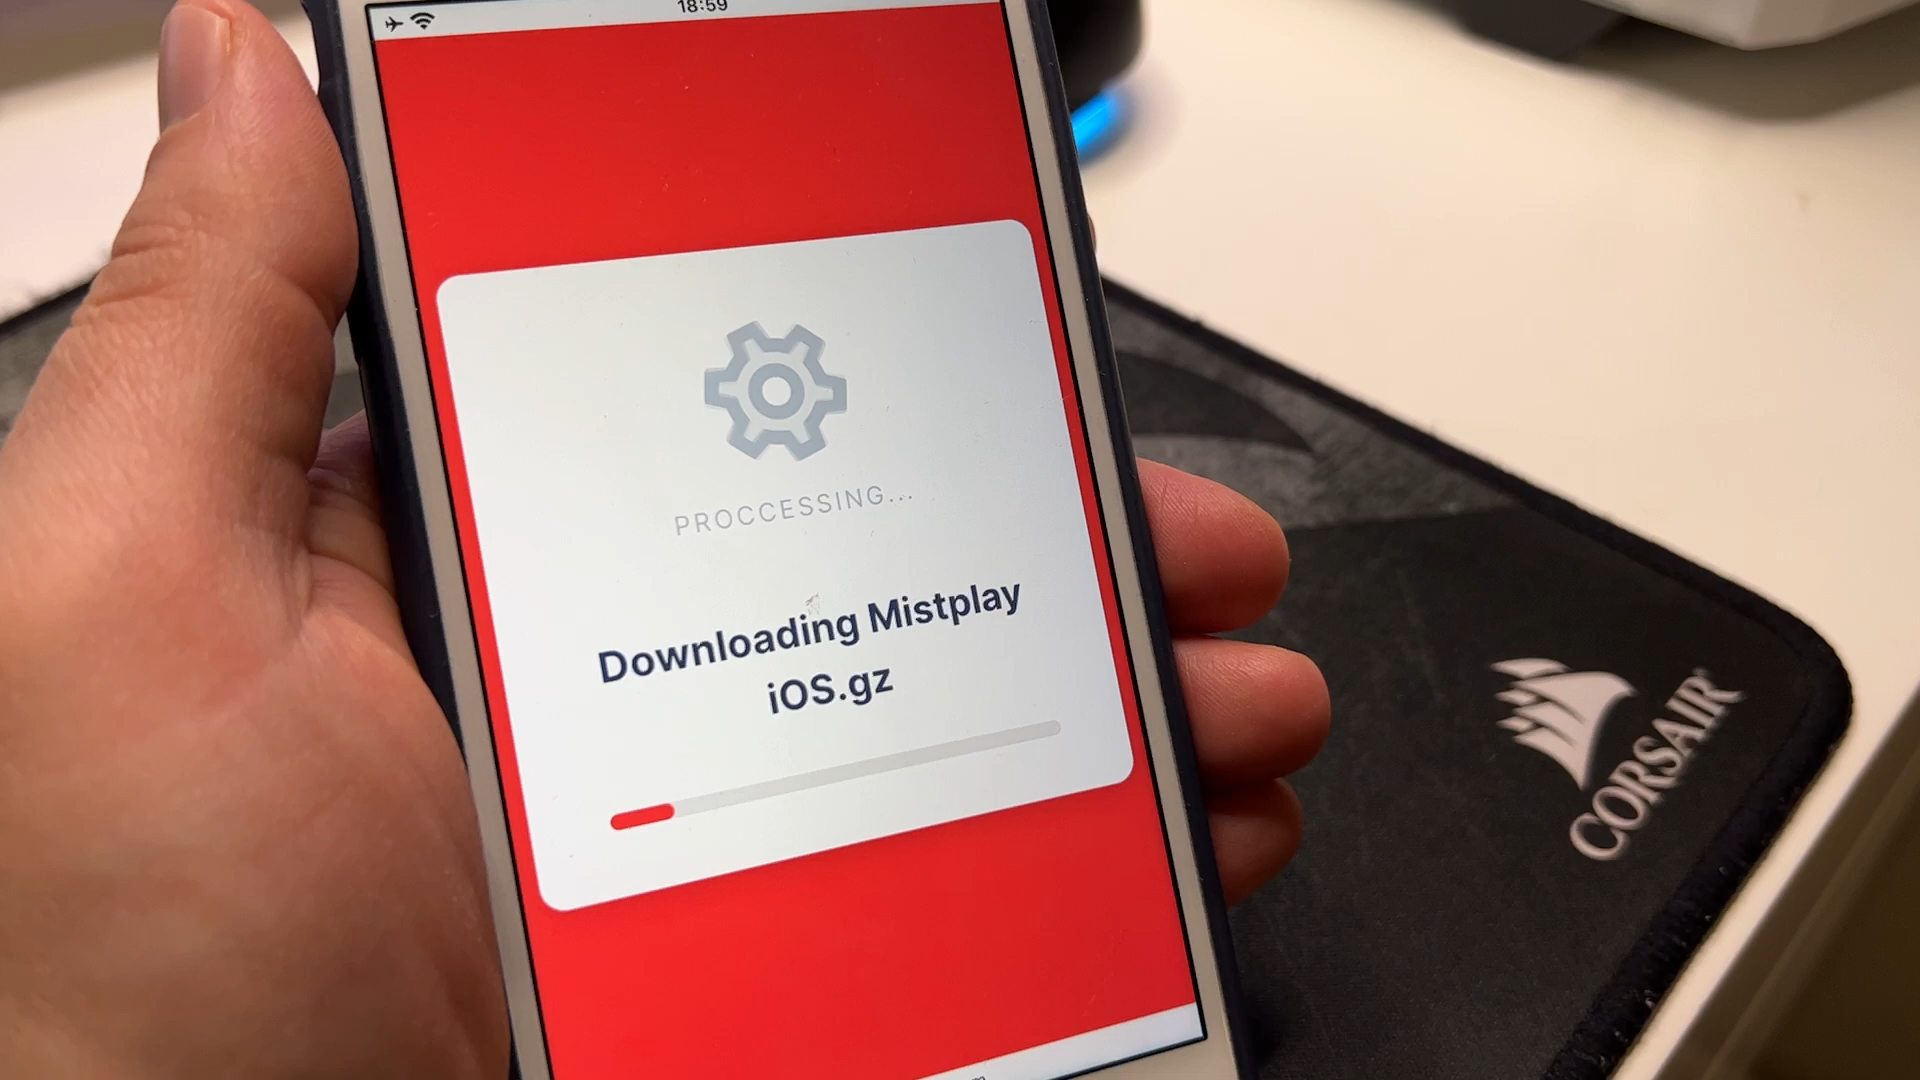 18:59
PROCCESSING...
Downloading Mistplay
iOS.gz
CORSAIR